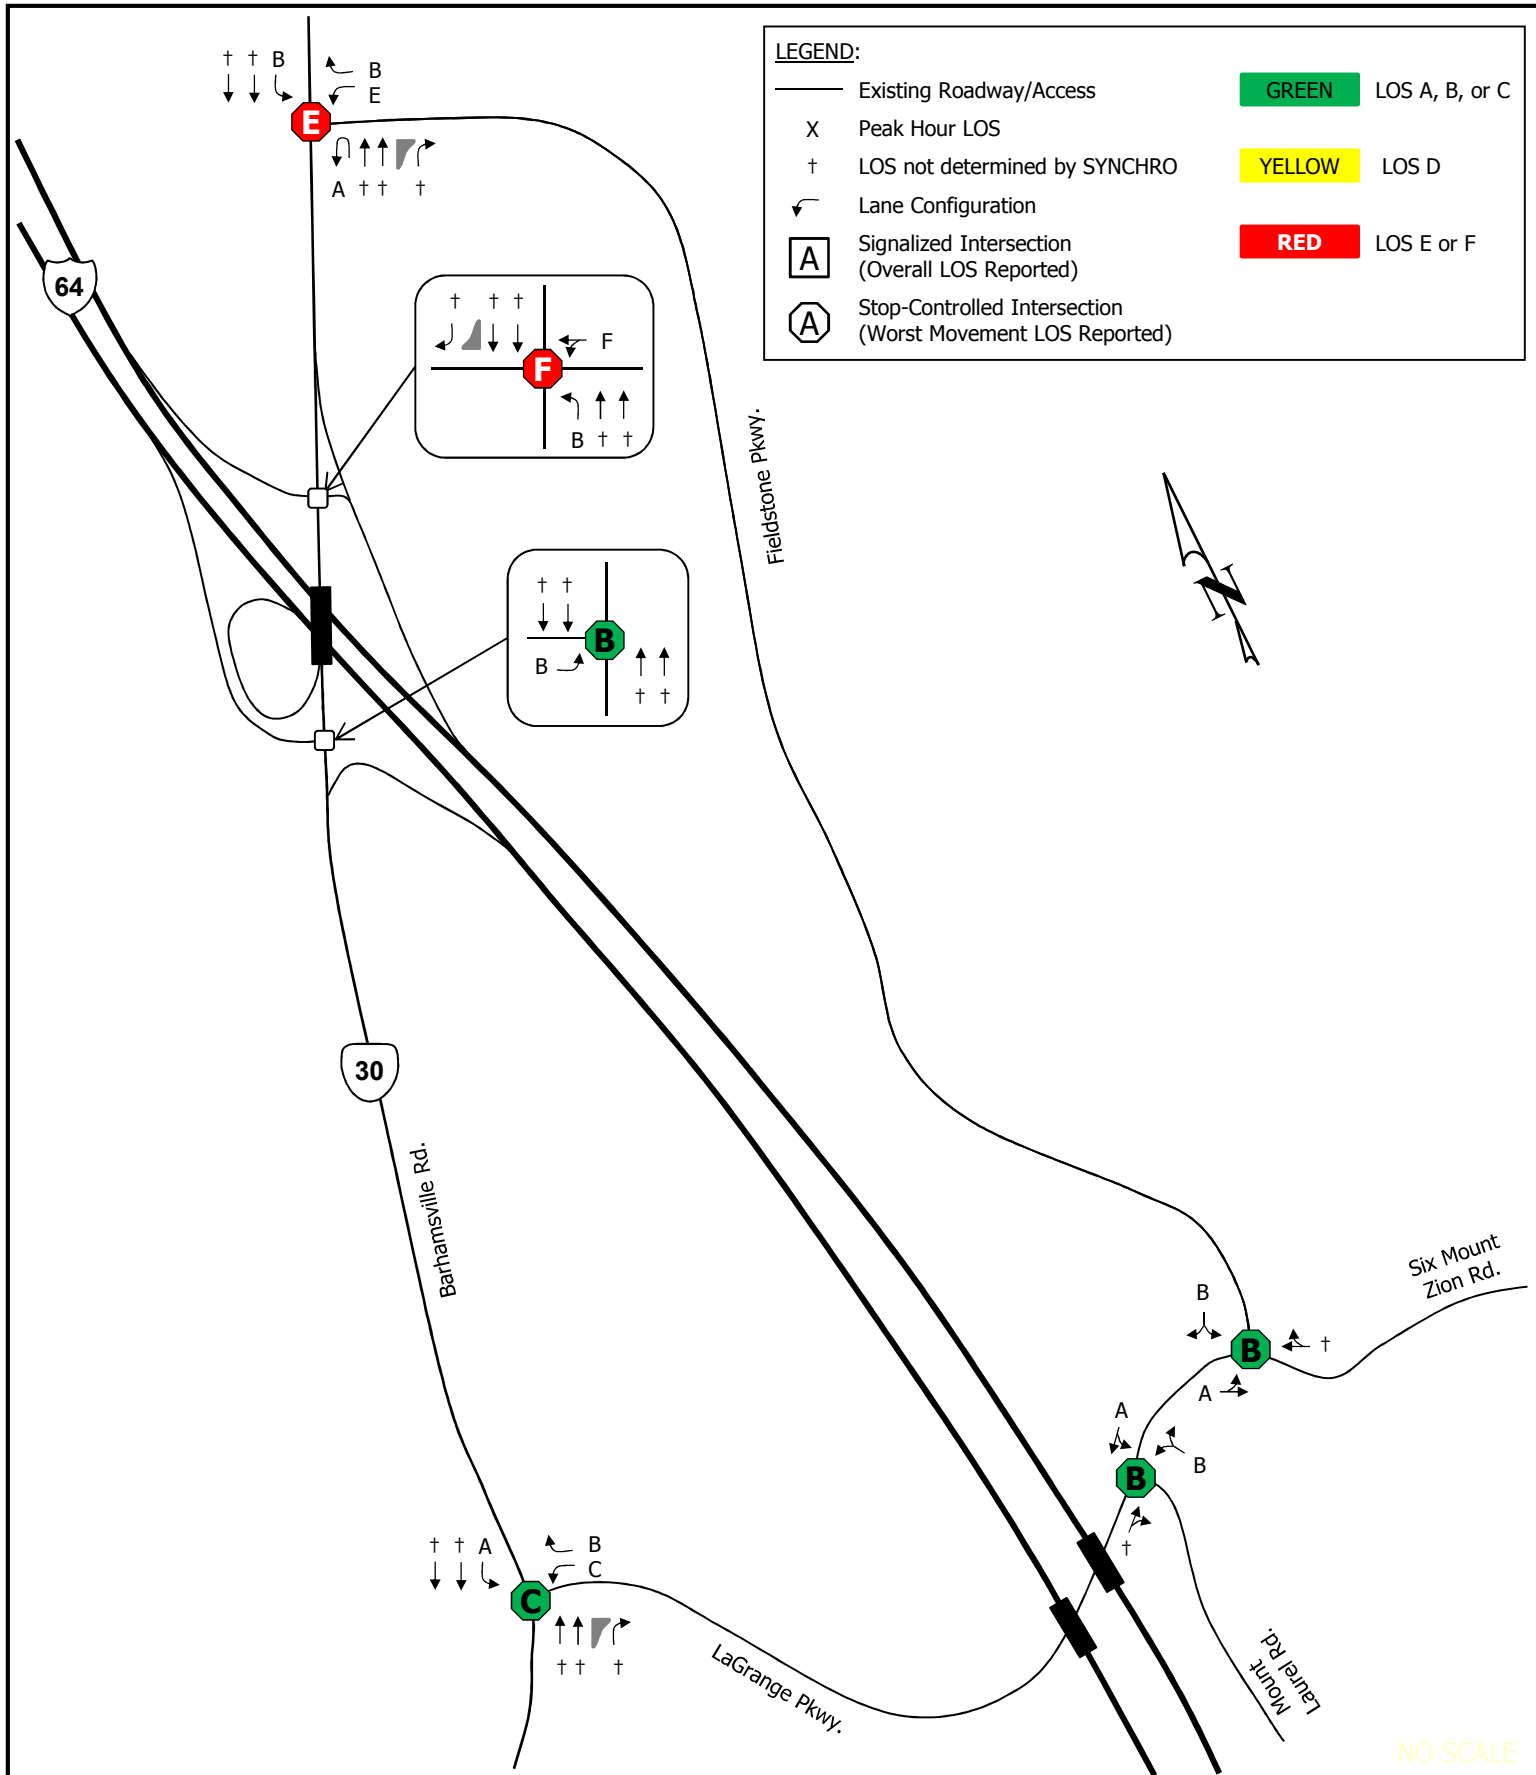 LEGEND:
Existing Roadway/Access
X Peak Hour LOS
† LOS not determined by SYNCHRO
Lane Configuration
A Signalized Intersection
(Overall LOS Reported)
A Stop-Controlled Intersection
(Worst Movement LOS Reported)
GREEN LOS A, B, or C
YELLOW LOS D
RED LOS E or F
† † B
B
E
E
A † † †
64
† † †
F
F
B † †
† †
B
B
† †
Fieldstone Pkwy.
N
30
Barhamsville Rd.
Six Mount
Zion Rd.
B
B
†
A
A
B
B
†
† † A
B
C
C
† † †
LaGrange Pkwy.
Mount
Laurel Rd.
NO SCALE